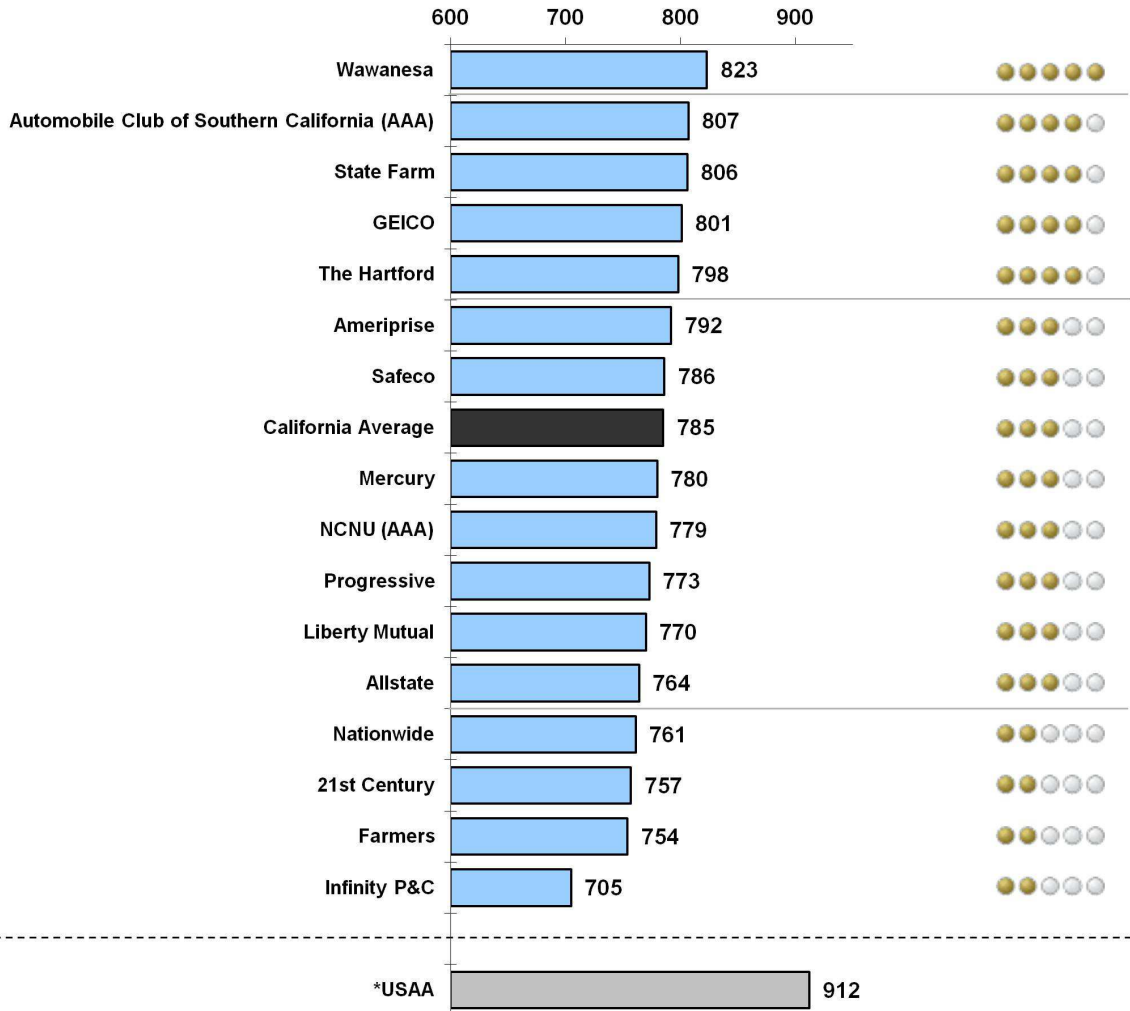 600 700 800 900
Wawanesa 823
Automobile Club of Southern California (AAA) 807
State Farm 806
GEICO 801
The Hartford 798
Ameriprise 792
Safeco 786
California Average 785
Mercury 780
NCNU (AAA) 779
Progressive 773
Liberty Mutual 770
Allstate 764
Nationwide 761
21st Century 757
Farmers 754
Infinity P&C 705
*USAA 912